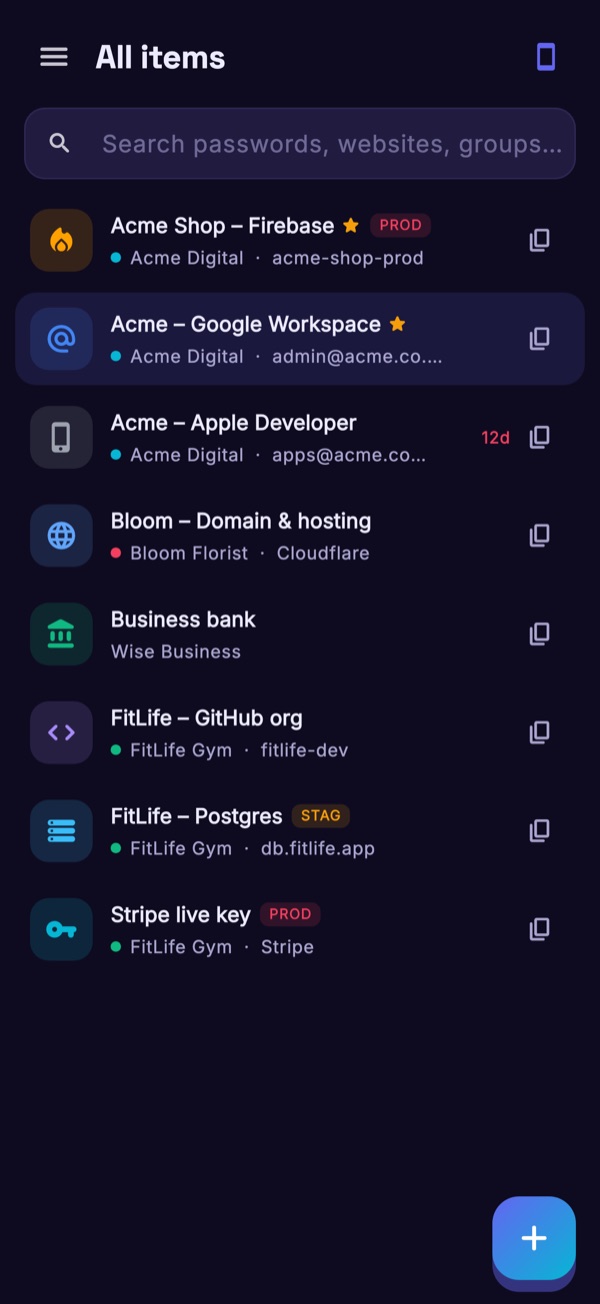 All items
Search passwords, websites, groups...
Acme Shop – Firebase PROD
Acme Digital · acme-shop-prod
Acme – Google Workspace
Acme Digital · admin@acme.co....
Acme – Apple Developer
Acme Digital · apps@acme.co... 12d
Bloom – Domain & hosting
Bloom Florist · Cloudflare
Business bank
Wise Business
FitLife – GitHub org
FitLife Gym · fitlife-dev
FitLife – Postgres STAG
FitLife Gym · db.fitlife.app
Stripe live key PROD
FitLife Gym · Stripe